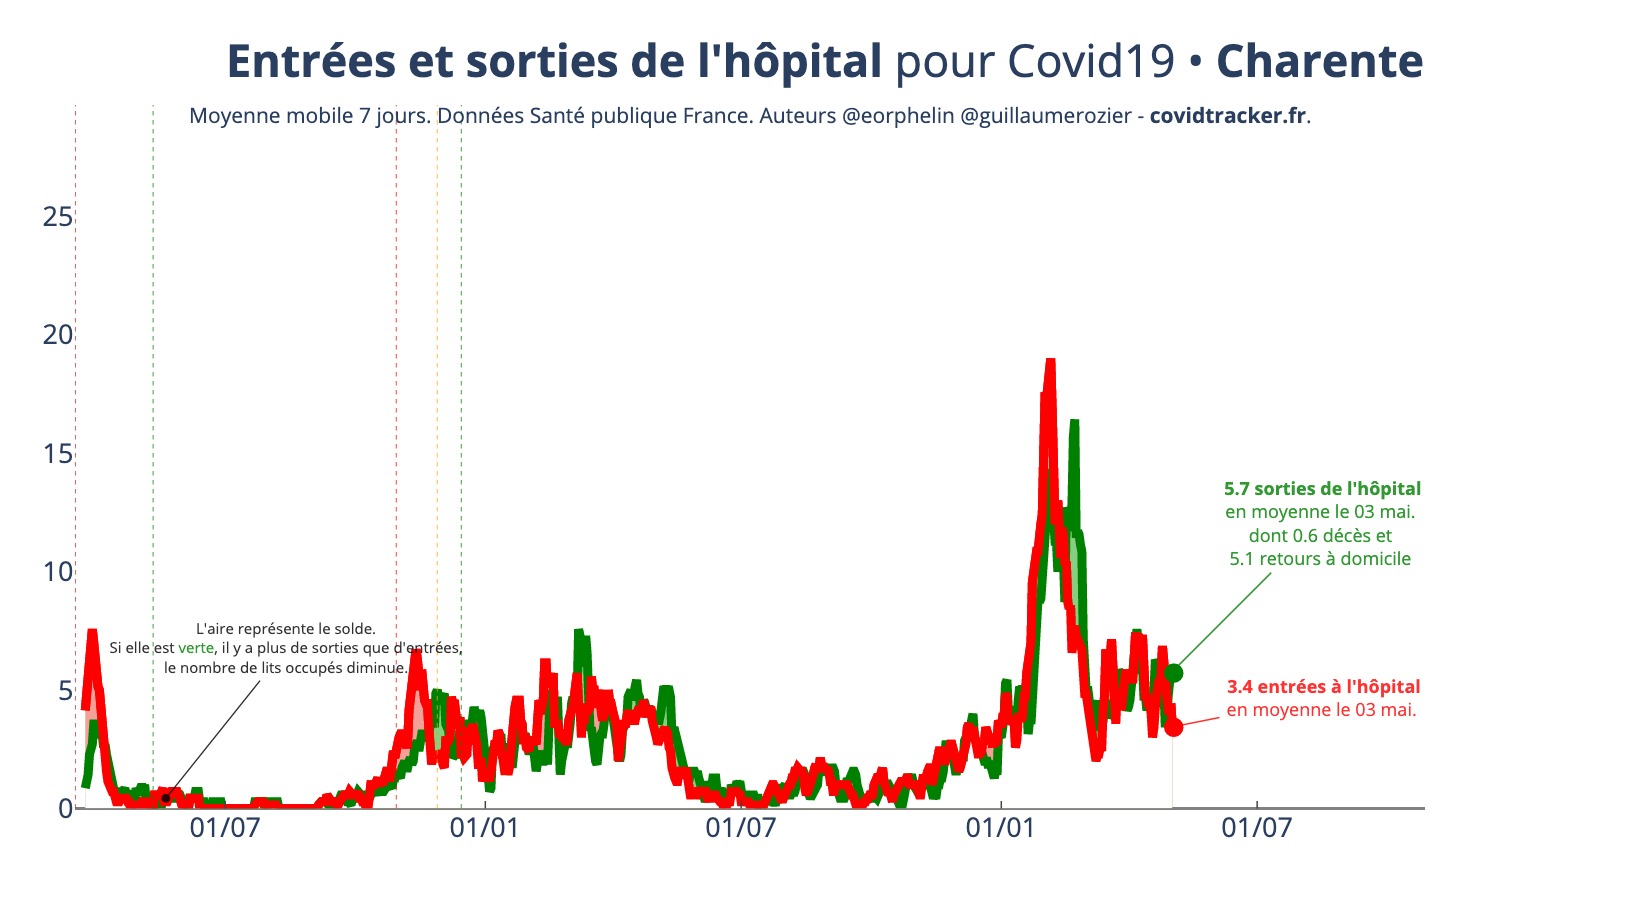 Entrées et sorties de l'hôpital pour Covid19 • Charente
Moyenne mobile 7 jours. Données Santé publique France. Auteurs @eorphelin @guillaumerozier - covidtracker.fr.
25
20
15
10
5
0
L'aire représente le solde.
Si elle est verte, il y a plus de sorties que d'entrées,
le nombre de lits occupés diminue.
5.7 sorties de l'hôpital
en moyenne le 03 mai.
dont 0.6 décès et
5.1 retours à domicile
3.4 entrées à l'hôpital
en moyenne le 03 mai.
01/07
01/01
01/07
01/01
01/07